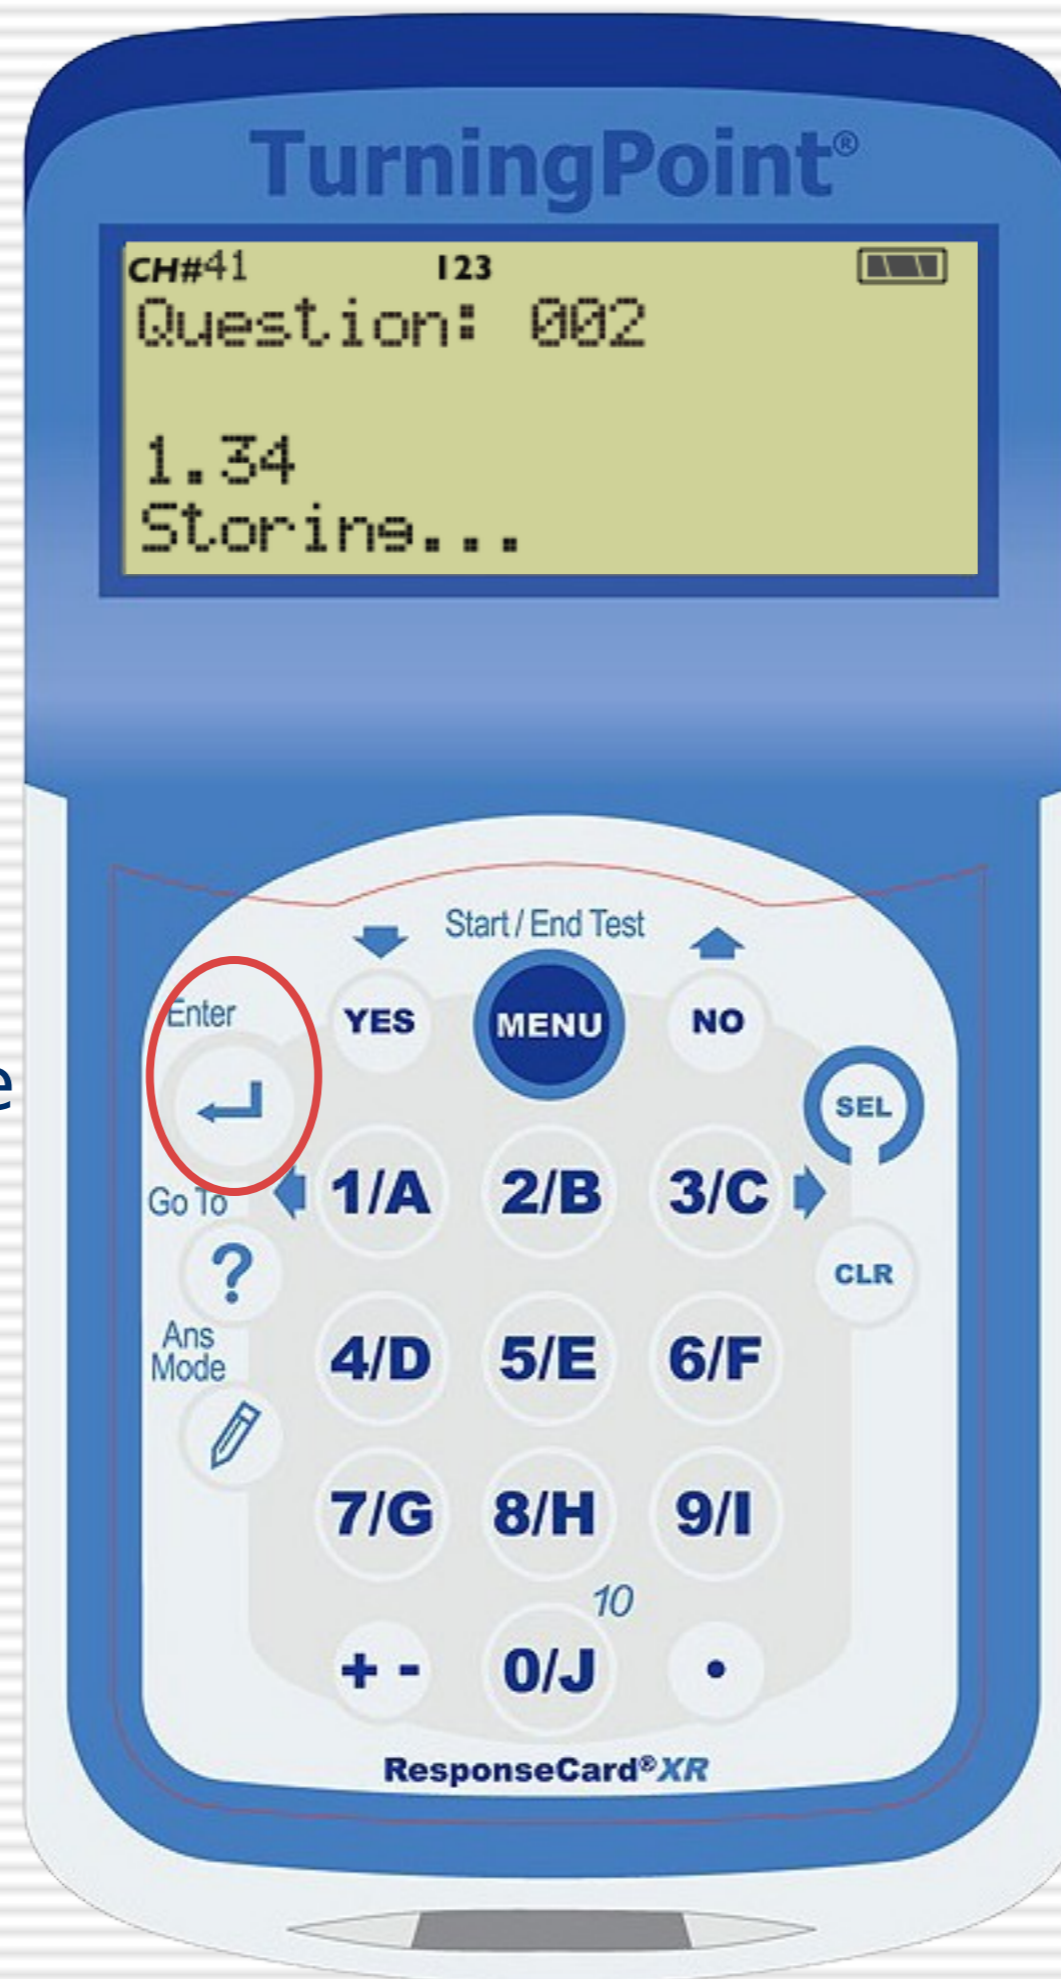 TurningPoint®
CH#41 123
Question: 002
1.34
Storing...
Start / End Test
Enter
YES MENU NO
e
SEL
Go To
1/A 2/B 3/C
?
CLR
Ans
Mode
4/D 5/E 6/F
7/G 8/H 9/I
10
+ - 0/J •
ResponseCard®XR